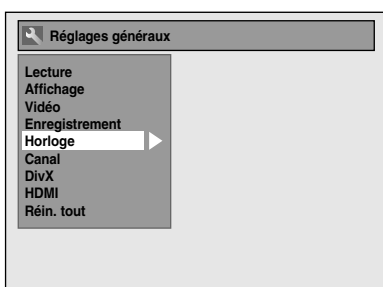 Réglages généraux
Lecture
Affichage
Vidéo
Enregistrement
Horloge
Canal
DivX
HDMI
Réin. tout